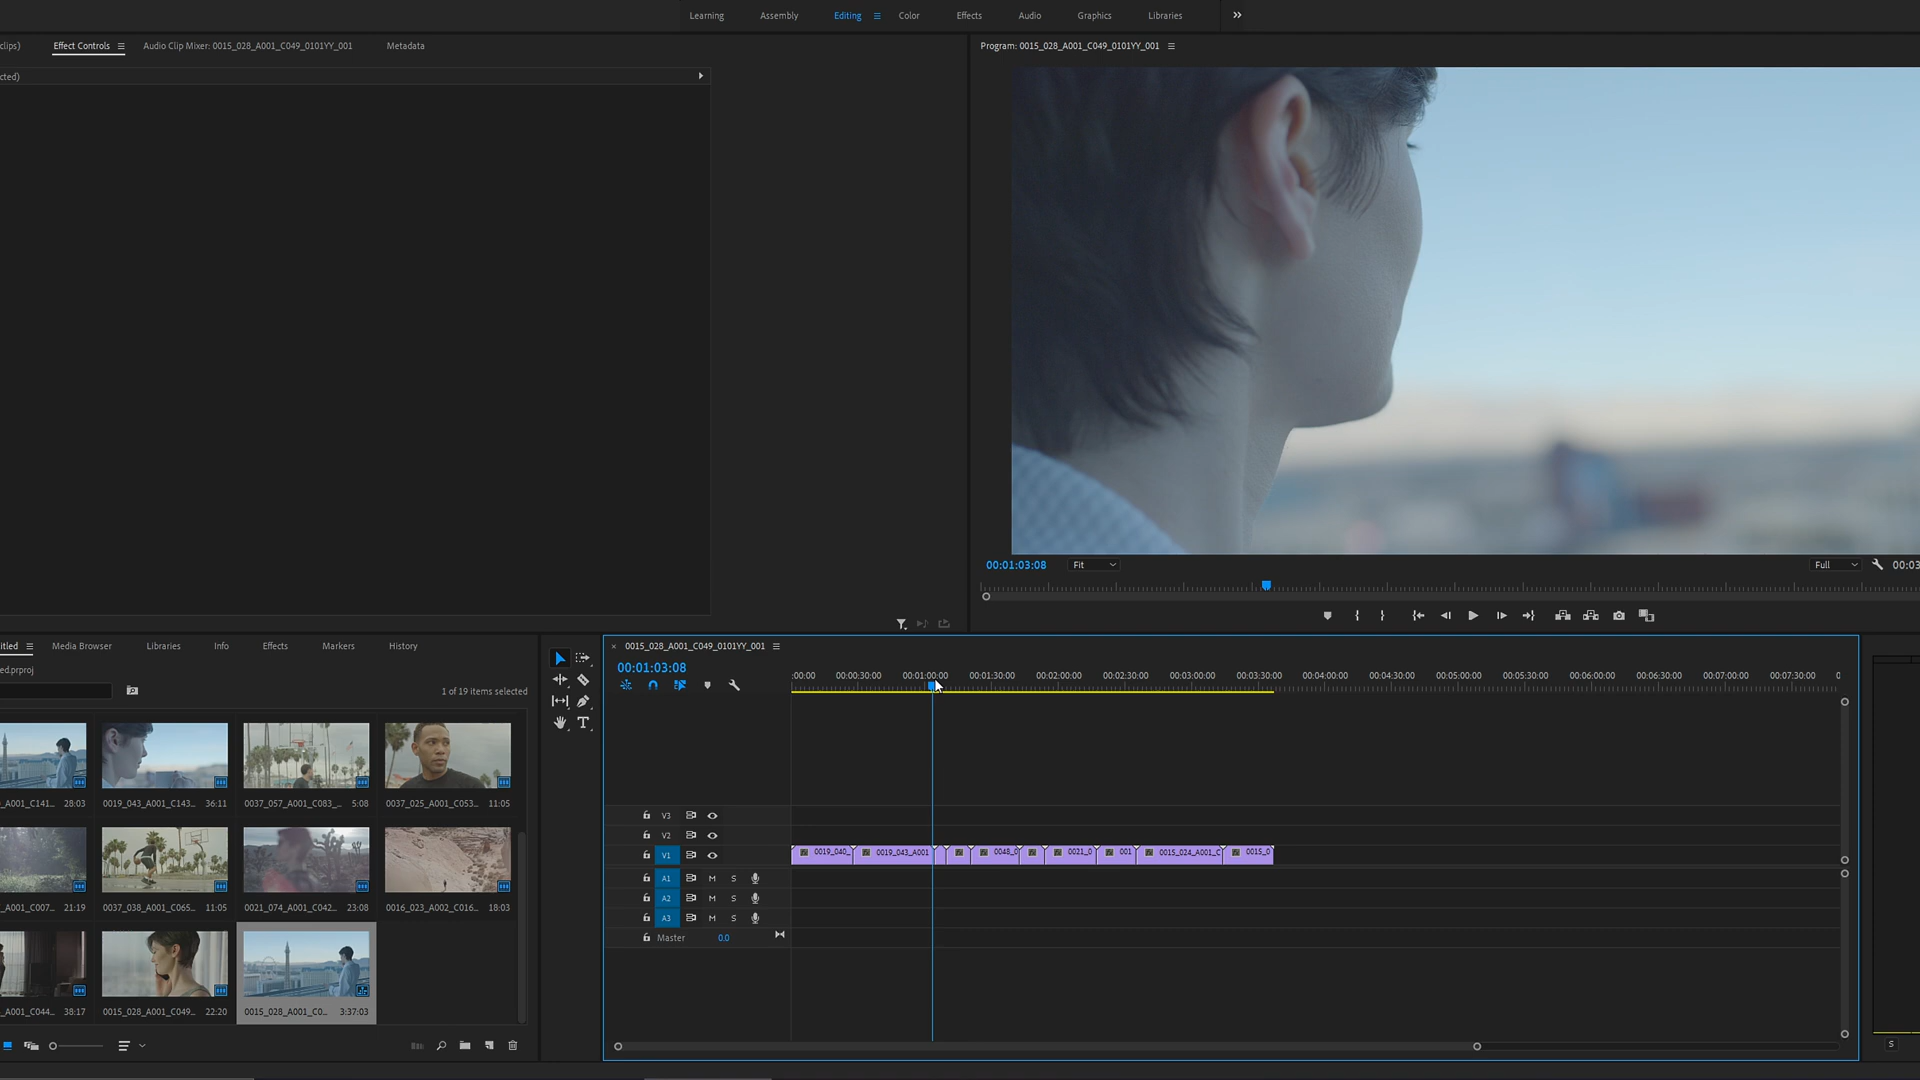 Learning Assembly Editing Color Effects Audio Graphics Libraries
clips) Effect Controls Audio Clip Mixer: 0015_028_A001_C049_0101YY_001 Metadata
Program: 0015_028_A001_C049_0101YY_001
cted)
00:01:03:08 Fit Full 00:03
itled Media Browser Libraries Info Effects Markers History
ed.prproj
1 of 19 items selected
_A001_C141... 28:03 0019_043_A001_C143... 36:11 0037_057_A001_C083_... 5:08 0037_025_A001_C053... 11:05
_A001_C007... 21:19 0037_038_A001_C065... 11:05 0021_074_A001_C042... 23:08 0016_023_A002_C016... 18:03
_A001_C044... 38:17 0015_028_A001_C049... 22:20 0015_028_A001_C0... 3:37:03
0015_028_A001_C049_0101YY_001
00:01:03:08
:00:00 00:00:30:00 00:01:00:00 00:01:30:00 00:02:00:00 00:02:30:00 00:03:00:00 00:03:30:00 00:04:00:00 00:04:30:00 00:05:00:00 00:05:30:00 00:06:00:00 00:06:30:00 00:07:00:00 00:07:30:00 0
V3
V2
V1 0019_040_ 0019_043_A001 0048_0 0021_0 001 0015_024_A001_C 0015_0
A1 M S
A2 M S
A3 M S
Master 0.0
S